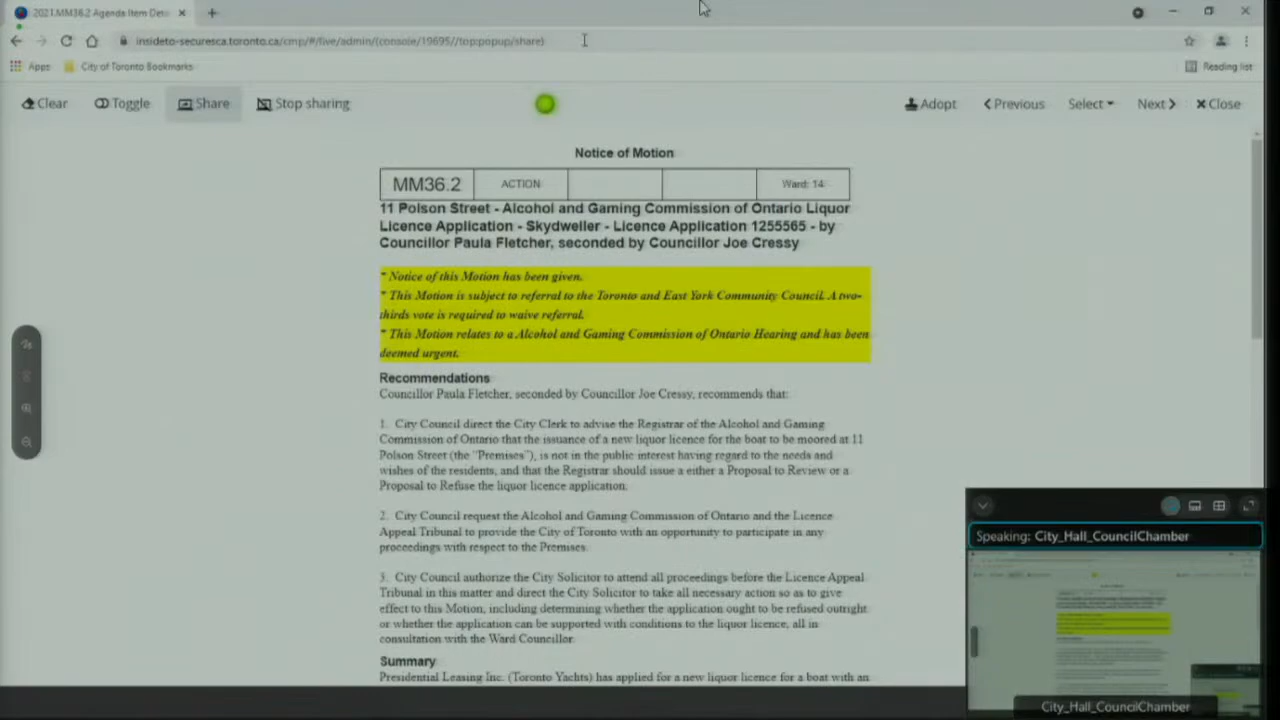 2021.MM36.2 Agenda Item Deta
insideto-securesca.toronto.ca/cmp/#/live/admin/(console/19695//top:popup/share)
Apps City of Toronto Bookmarks Reading list
Clear Toggle Share Stop sharing Adopt Previous Select Next Close
Notice of Motion
MM36.2 ACTION Ward: 14
11 Polson Street - Alcohol and Gaming Commission of Ontario Liquor
Licence Application - Skydweller - Licence Application 1255565 - by
Councillor Paula Fletcher, seconded by Councillor Joe Cressy
* Notice of this Motion has been given.
* This Motion is subject to referral to the Toronto and East York Community Council. A two-
thirds vote is required to waive referral.
* This Motion relates to a Alcohol and Gaming Commission of Ontario Hearing and has been
deemed urgent.
Recommendations
Councillor Paula Fletcher, seconded by Councillor Joe Cressy, recommends that:
1. City Council direct the City Clerk to advise the Registrar of the Alcohol and Gaming
Commission of Ontario that the issuance of a new liquor licence for the boat to be moored at 11
Polson Street (the "Premises"), is not in the public interest having regard to the needs and
wishes of the residents, and that the Registrar should issue a either a Proposal to Review or a
Proposal to Refuse the liquor licence application.
2. City Council request the Alcohol and Gaming Commission of Ontario and the Licence
Appeal Tribunal to provide the City of Toronto with an opportunity to participate in any
proceedings with respect to the Premises.
3. City Council authorize the City Solicitor to attend all proceedings before the Licence Appeal
Tribunal in this matter and direct the City Solicitor to take all necessary action so as to give
effect to this Motion, including determining whether the application ought to be refused outright
or whether the application can be supported with conditions to the liquor licence, all in
consultation with the Ward Councillor.
Summary
Presidential Leasing Inc. (Toronto Yachts) has applied for a new liquor licence for a boat with an
Speaking: City_Hall_CouncilChamber
City_Hall_CouncilChamber